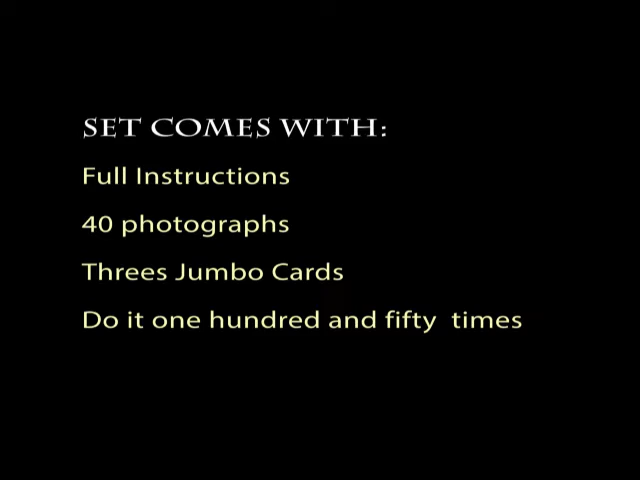 SET COMES WITH:
Full Instructions
40 photographs
Threes Jumbo Cards
Do it one hundred and fifty  times